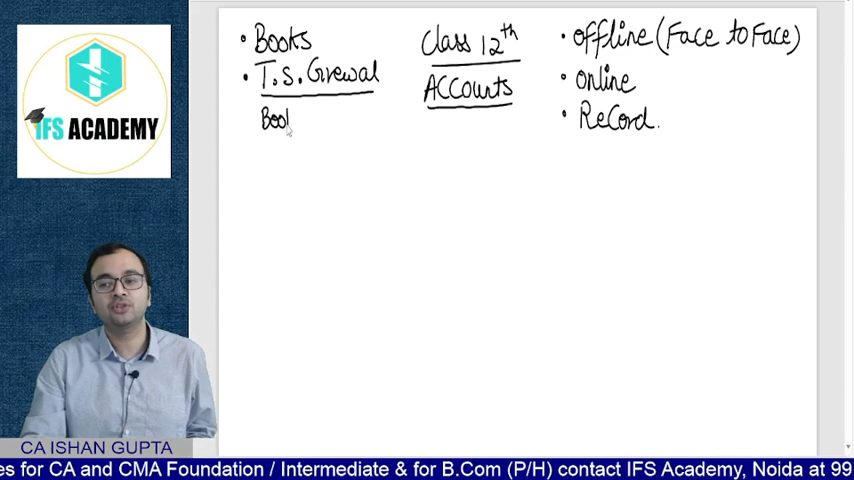 IFS ACADEMY
• Books
• T.S. Grewal
Bool
Class 12th
ACCounts
• offline (Face to Face)
• online
• ReCord.
CA ISHAN GUPTA
es for CA and CMA Foundation / Intermediate & for B.Com (P/H) contact IFS Academy, Noida at 99